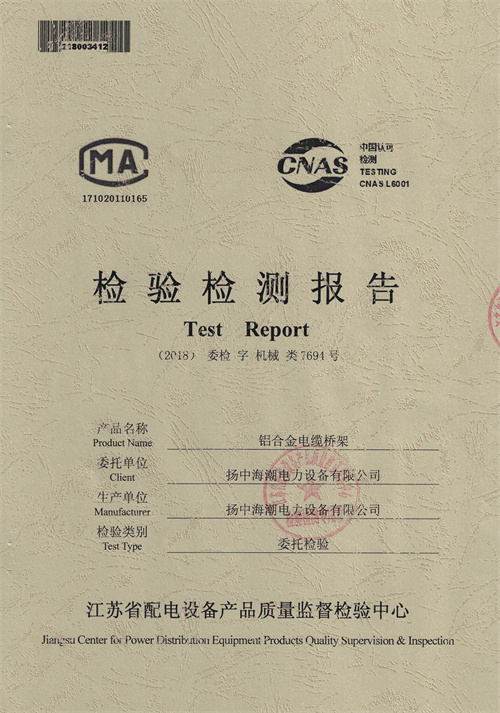 218003412
MA
171020110165
CNAS
中国认可
检测
TESTING
CNAS L6001
检验检测报告
Test Report
（2018） 委检 字 机械 类7694号
产品名称
Product Name
铝合金电缆桥架
委托单位
Client
扬中海潮电力设备有限公司
生产单位
Manufacturer
扬中海潮电力设备有限公司
检验类别
Test Type
委托检验
江苏省配电设备产品质量监督检验中心
Jiangsu Center for Power Distribution Equipment Products Quality Supervision & Inspection